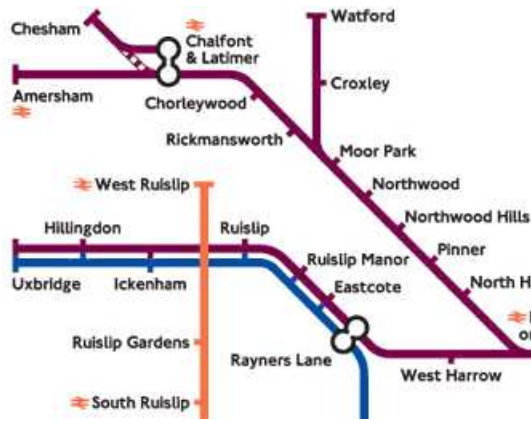 Chesham
Watford
Chalfont
& Latimer
Croxley
Amersham
Chorleywood
Rickmansworth
Moor Park
West Ruislip
Northwood
Northwood Hills
Hillingdon
Ruislip
Pinner
Ruislip Manor
North H
Uxbridge
Ickenham
Eastcote
Ruislip Gardens
Rayners Lane
West Harrow
South Ruislip